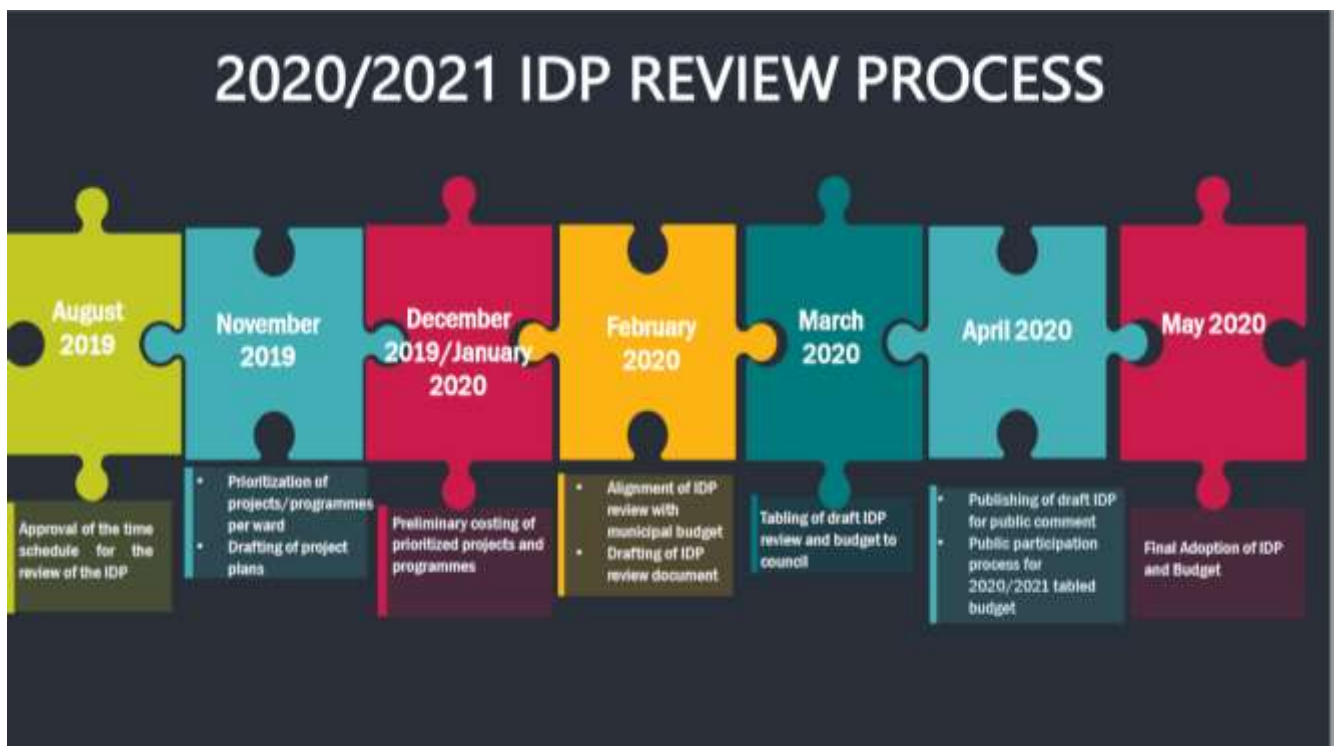 2020/2021 IDP REVIEW PROCESS
August
2019
November
2019
December
2019/January
2020
February
2020
March
2020
April 2020
May 2020
Approval of the time
schedule for the
review of the IDP
• Prioritization of
projects/programmes
per ward
• Drafting of project
plans
Preliminary costing of
prioritized projects and
programmes
• Alignment of IDP
review with
municipal budget
• Drafting of IDP
review document
Tabling of draft IDP
review and budget to
council
• Publishing of draft IDP
for public comment
• Public participation
process for
2020/2021 tabled
budget
Final Adoption of IDP
and Budget